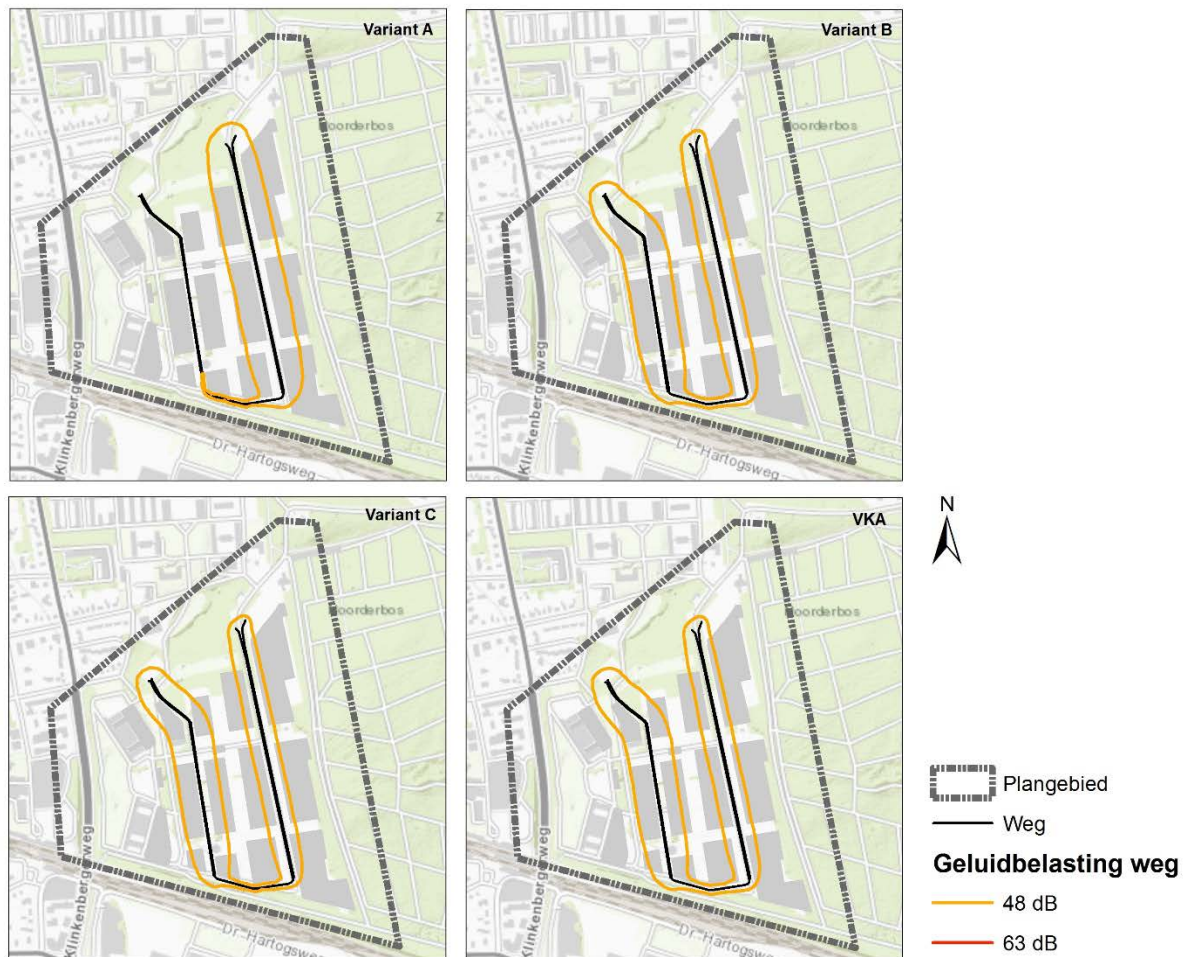 Variant A
Noorderbos
Klinkenbergerweg
Dr. Hartogsweg
Variant B
Noorderbos
Z
Klinkenbergerweg
Dr. Hartogsweg
Variant C
Noorderbos
Klinkenbergerweg
Dr. Hartogsweg
VKA
Noorderbos
Klinkenbergerweg
Dr. Hartogsweg
N
Plangebied
Weg
Geluidbelasting weg
48 dB
63 dB